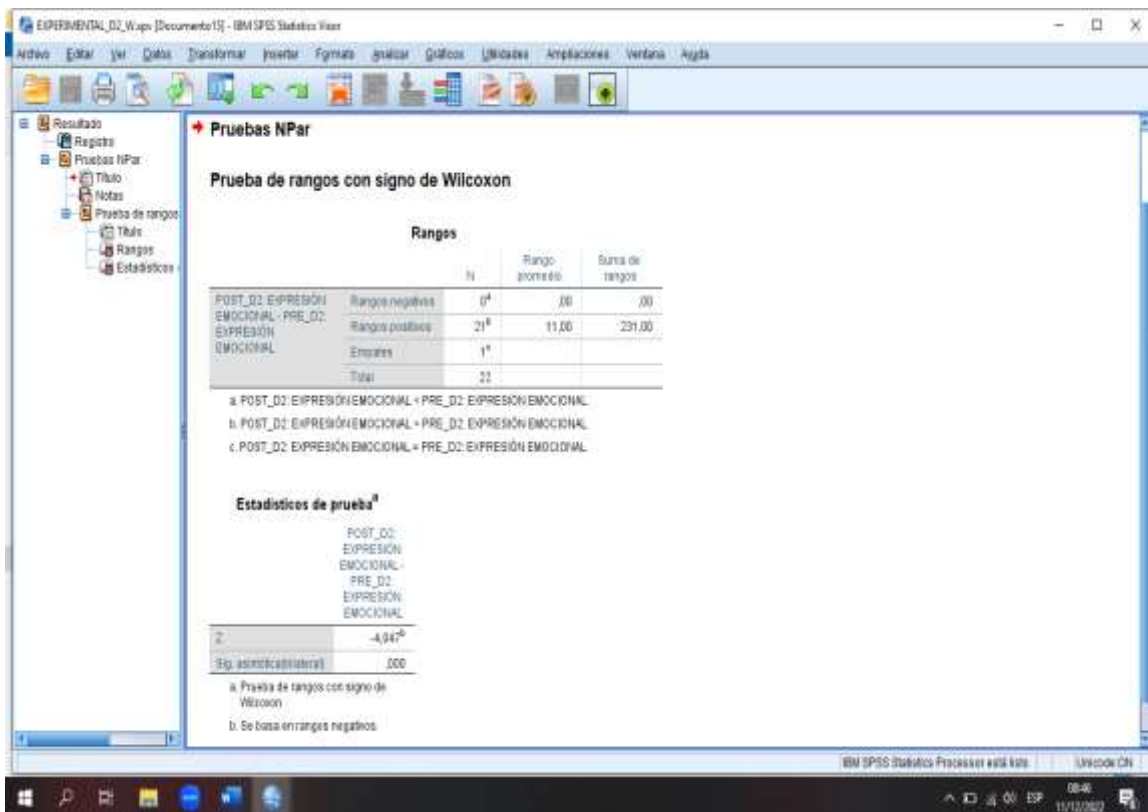 EXPERIMENTAL_D2_W.spv [Documento15] - IBM SPSS Statistics Visor
Archivo Editar Ver Datos Transformar Insertar Formato Analizar Gráficos Utilidades Ampliaciones Ventana Ayuda
Resultado
Registro
Pruebas NPar
Título
Notas
Prueba de rangos
Título
Rangos
Estadísticos
Pruebas NPar
Prueba de rangos con signo de Wilcoxon
Rangos
N Rango promedio Suma de rangos
POST_D2: EXPRESIÓN EMOCIONAL - PRE_D2: EXPRESIÓN EMOCIONAL
Rangos negativos 0a ,00 ,00
Rangos positivos 21b 11,00 231,00
Empates 1c
Total 22
a. POST_D2: EXPRESIÓN EMOCIONAL < PRE_D2: EXPRESIÓN EMOCIONAL
b. POST_D2: EXPRESIÓN EMOCIONAL > PRE_D2: EXPRESIÓN EMOCIONAL
c. POST_D2: EXPRESIÓN EMOCIONAL = PRE_D2: EXPRESIÓN EMOCIONAL
Estadísticos de pruebaa
POST_D2:
EXPRESIÓN
EMOCIONAL -
PRE_D2:
EXPRESIÓN
EMOCIONAL
Z -4,047b
Sig. asintótica(bilateral) ,000
a. Prueba de rangos con signo de
Wilcoxon
b. Se basa en rangos negativos.
IBM SPSS Statistics Processor está listo Unicode:ON
ESP
08:46
11/12/2022